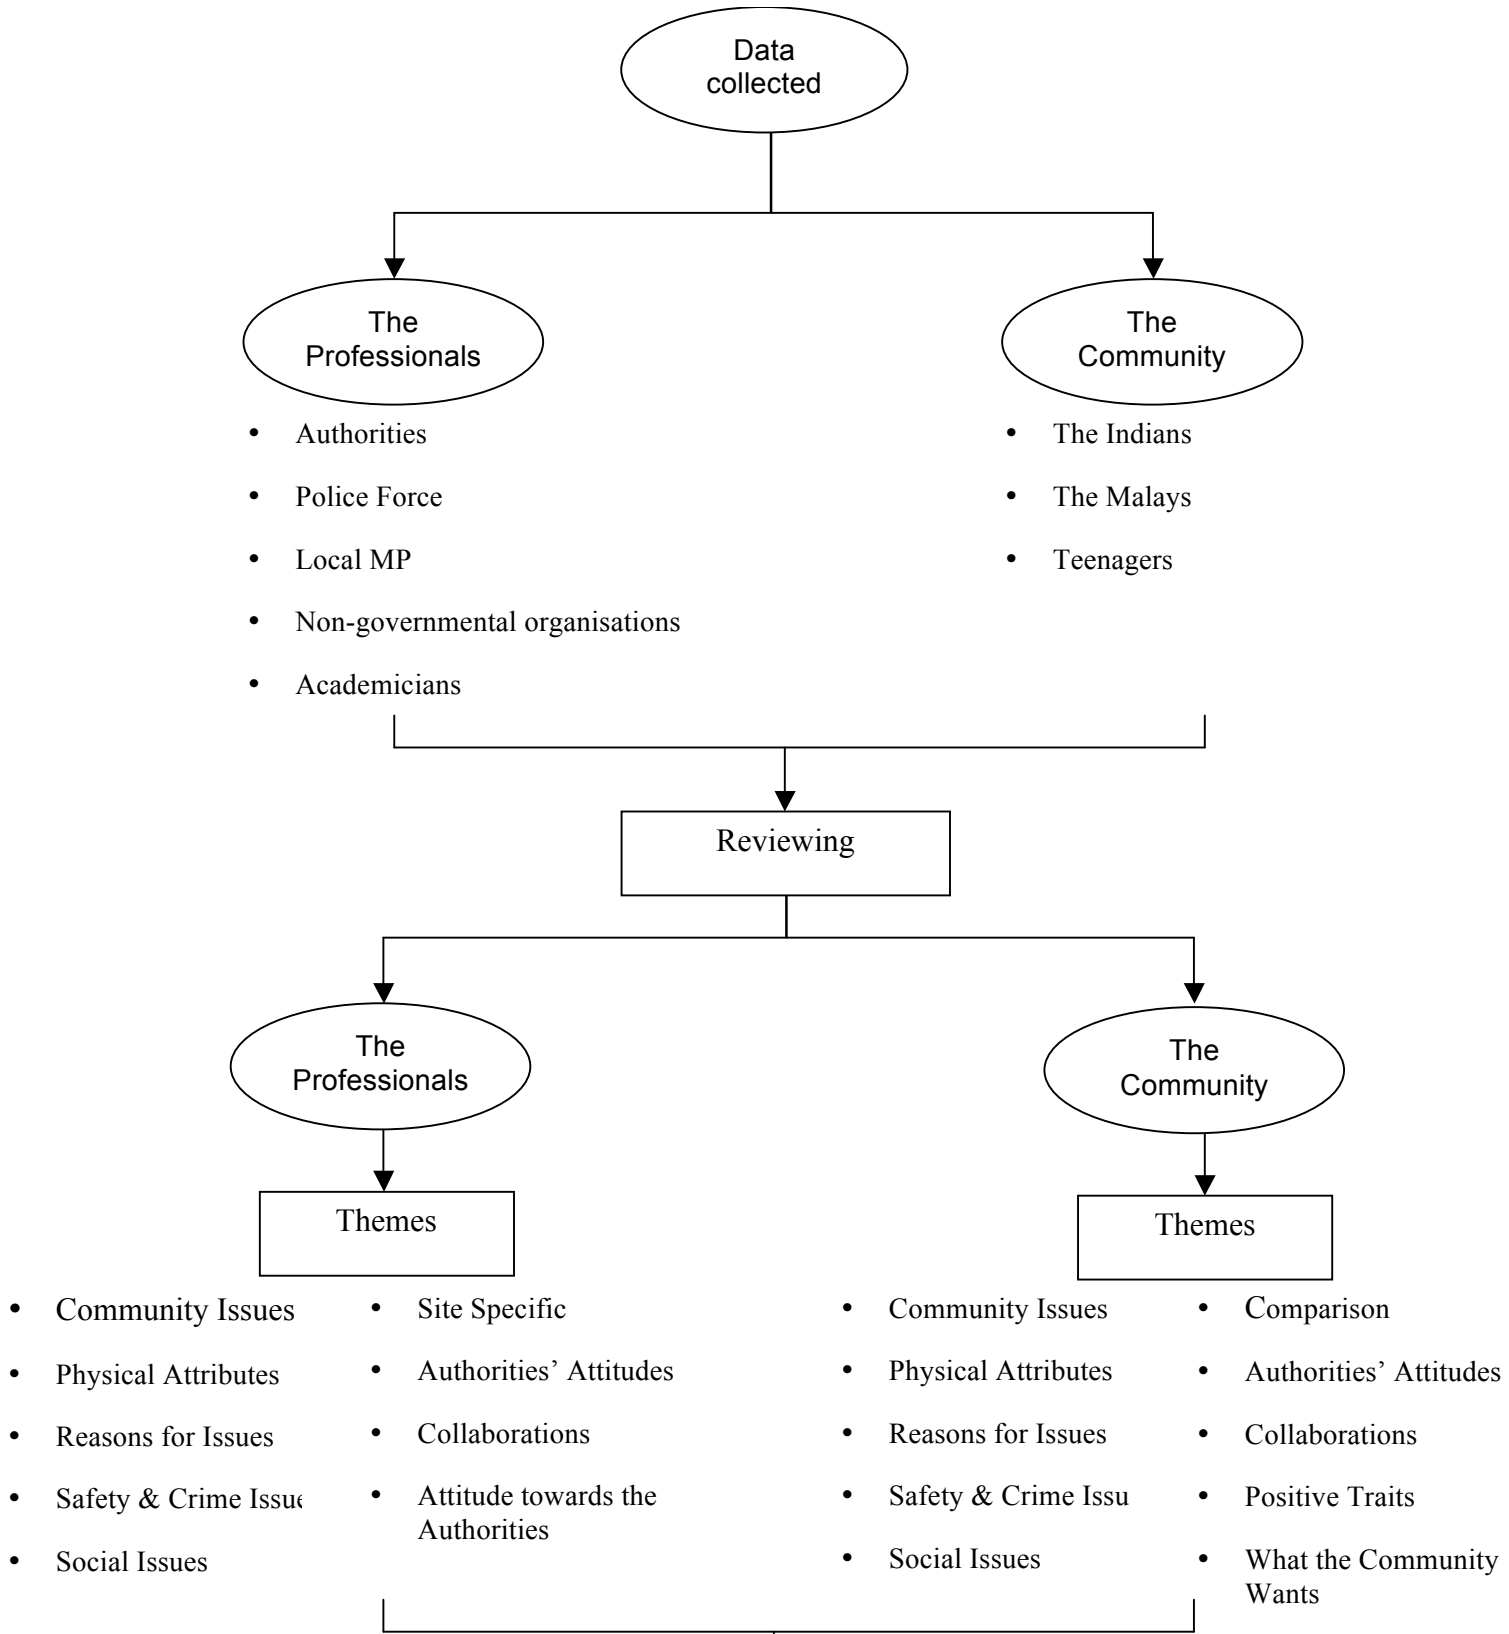 Data
collected
The
Professionals
The
Community
• Authorities
• Police Force
• Local MP
• Non-governmental organisations
• Academicians
• The Indians
• The Malays
• Teenagers
Reviewing
The
Professionals
The
Community
Themes
Themes
• Community Issues
• Physical Attributes
• Reasons for Issues
• Safety & Crime Issue
• Social Issues
• Site Specific
• Authorities’ Attitudes
• Collaborations
• Attitude towards the
Authorities
• Community Issues
• Physical Attributes
• Reasons for Issues
• Safety & Crime Issu
• Social Issues
• Comparison
• Authorities’ Attitudes
• Collaborations
• Positive Traits
• What the Community
Wants